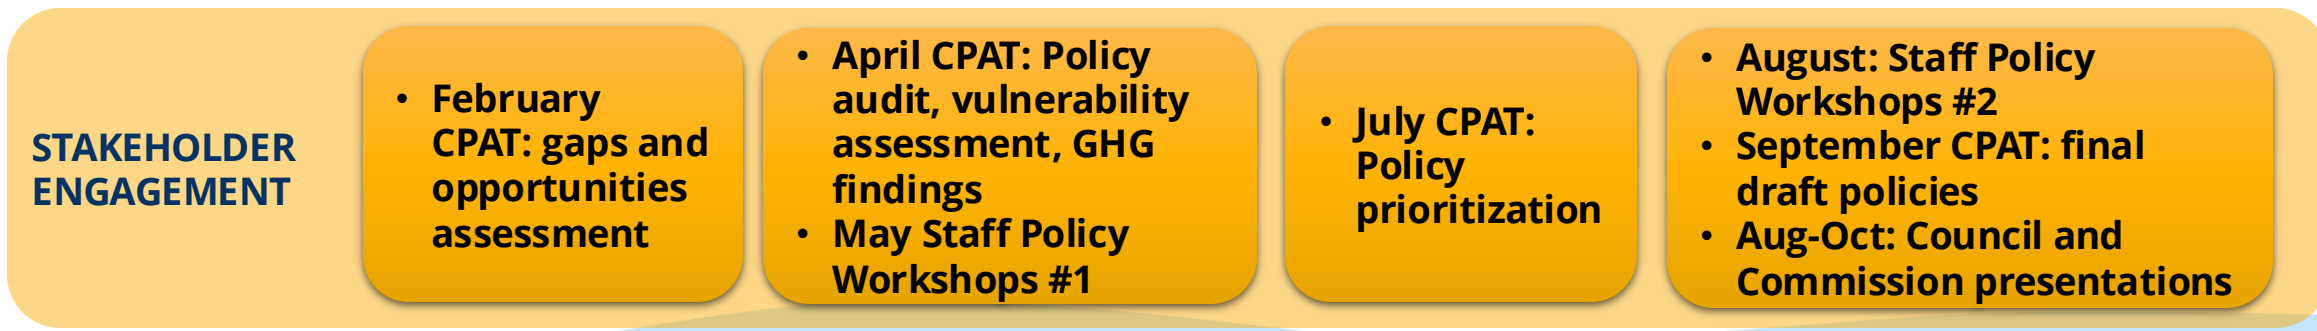 STAKEHOLDER
ENGAGEMENT
• February
CPAT: gaps and
opportunities
assessment
• April CPAT: Policy
audit, vulnerability
assessment, GHG
findings
• May Staff Policy
Workshops #1
• July CPAT:
Policy
prioritization
• August: Staff Policy
Workshops #2
• September CPAT: final
draft policies
• Aug-Oct: Council and
Commission presentations